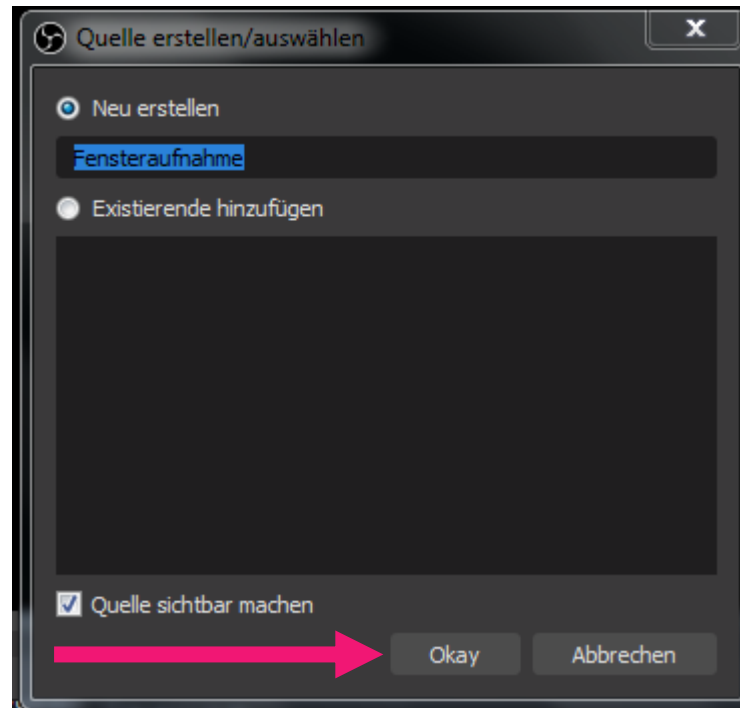 Quelle erstellen/auswählen
Neu erstellen
Fensteraufnahme
Existierende hinzufügen
Quelle sichtbar machen
Okay Abbrechen